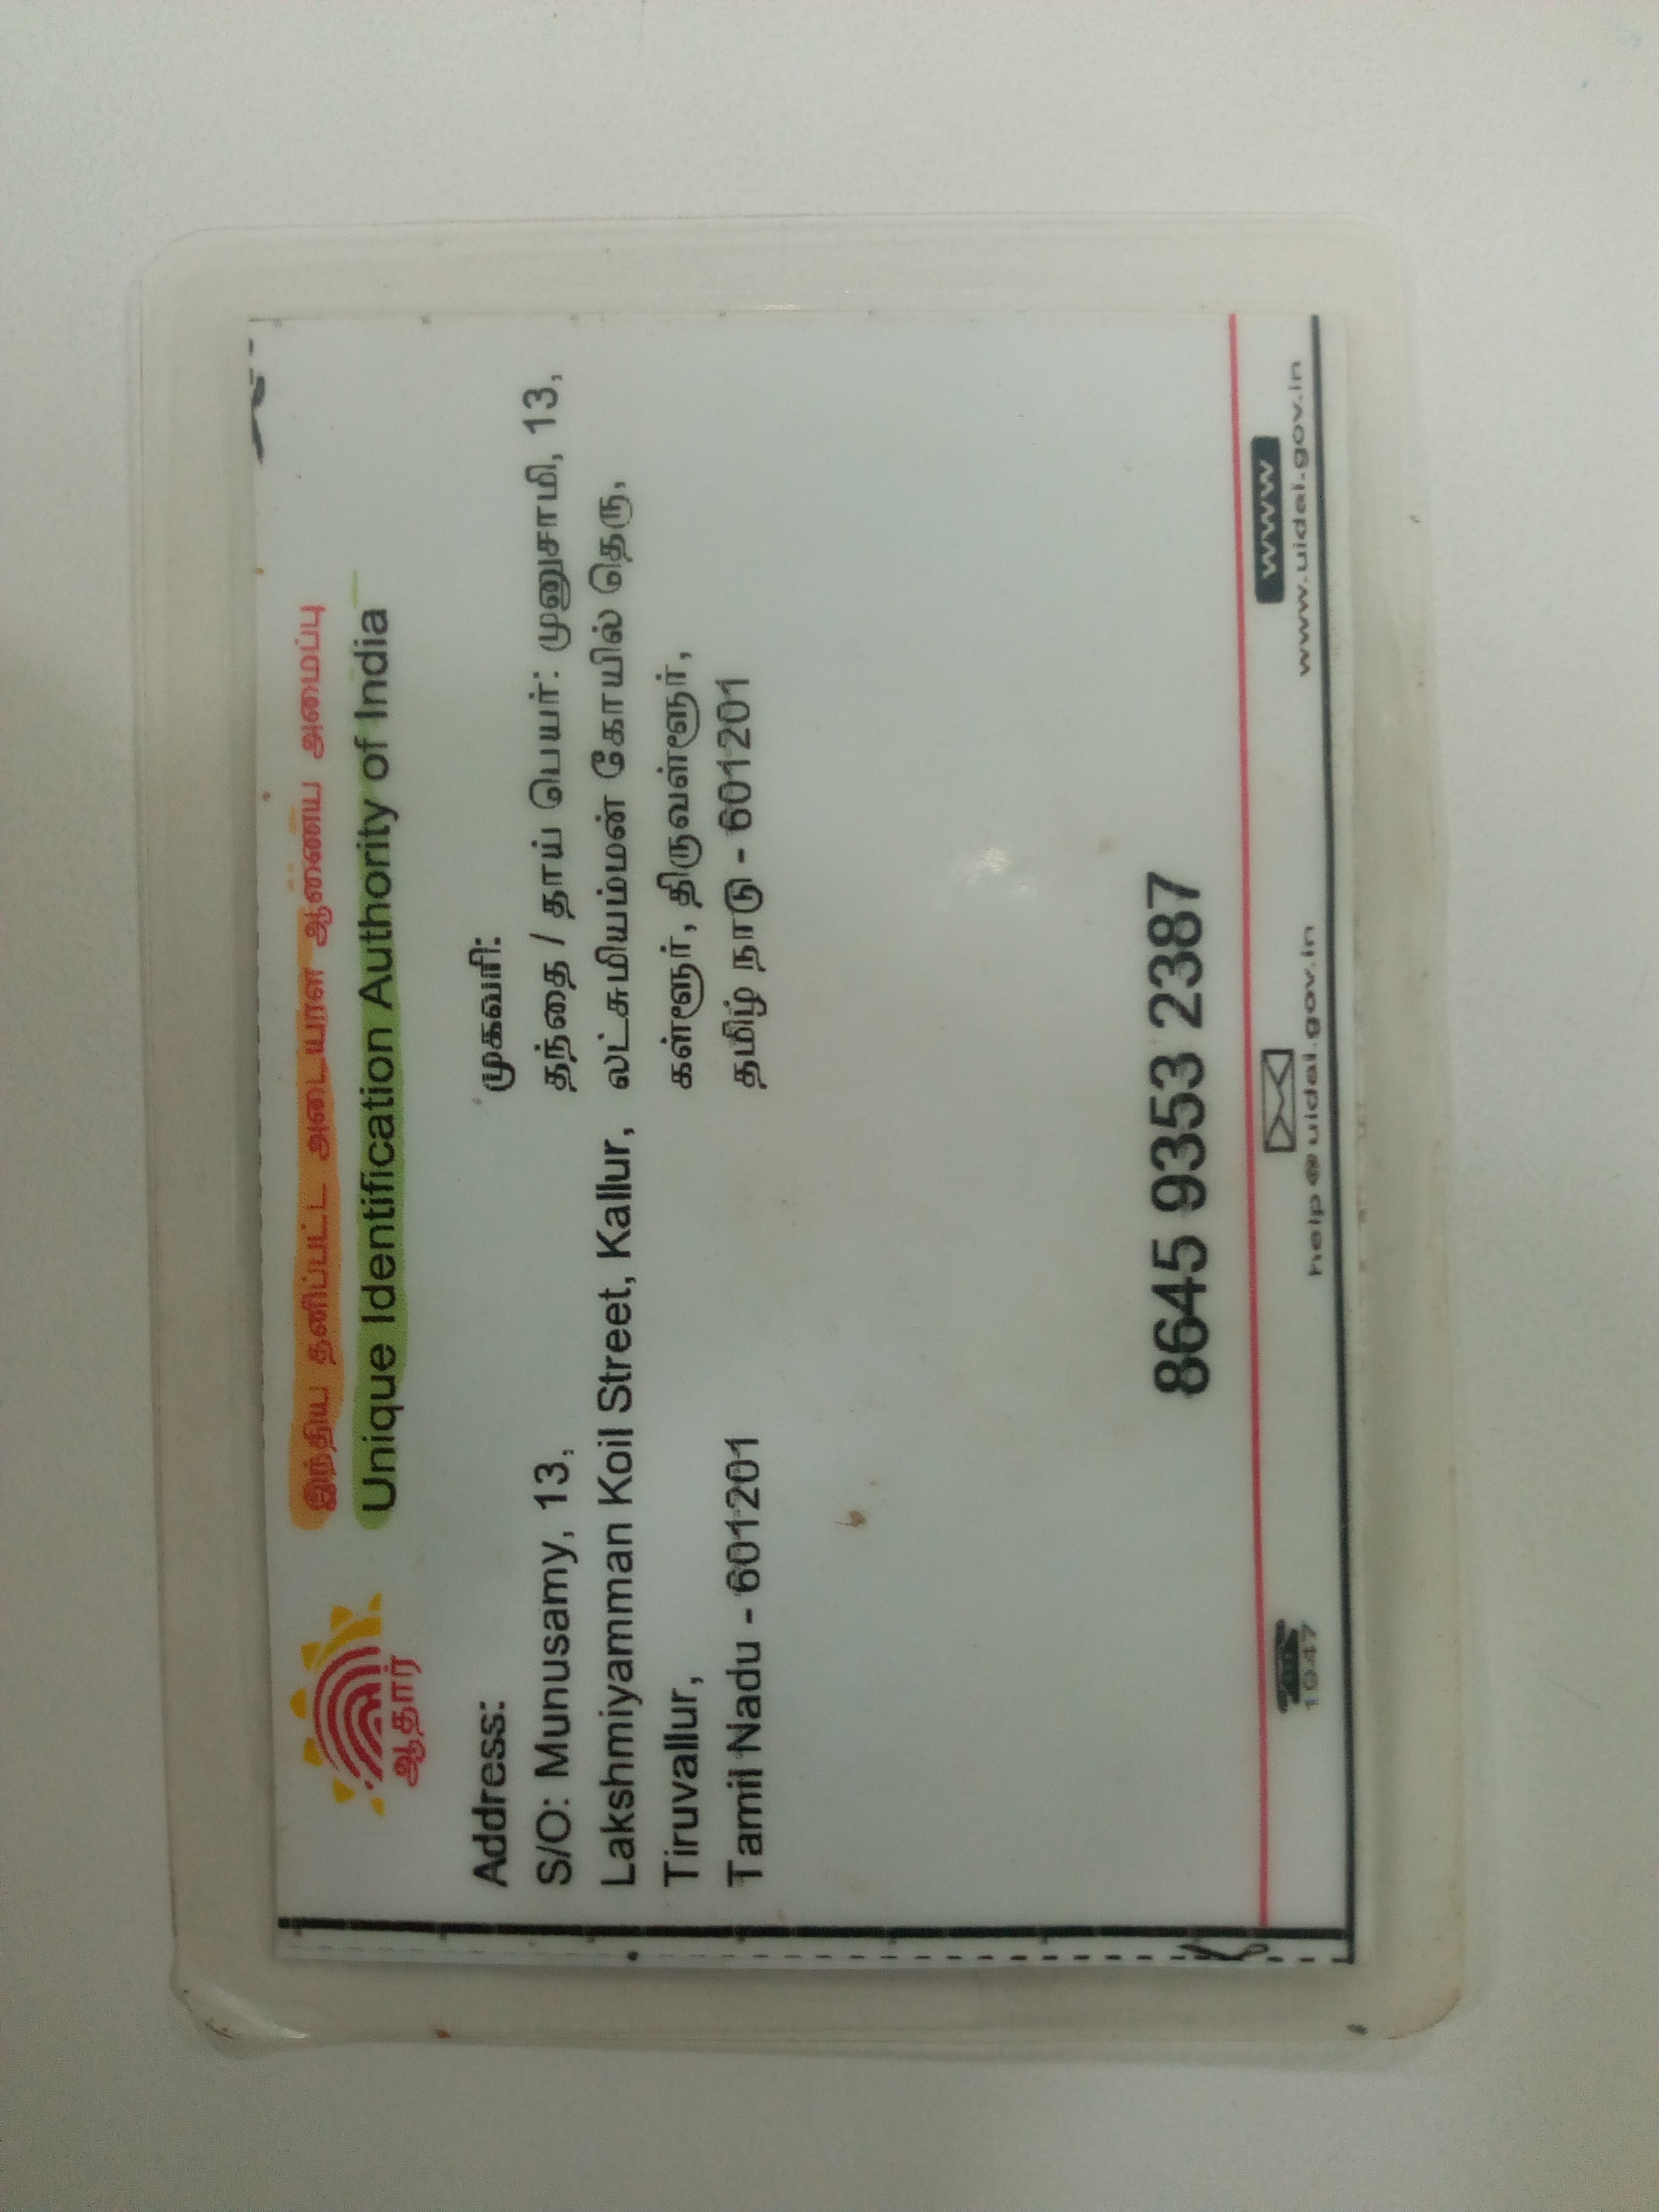 இந்திய தனிப்பட்ட அடையாள ஆணைய அமைப்பு
Unique Identification Authority of India
ஆதார்
Address:
S/O: Munusamy, 13,
Lakshmiyamman Koil Street, Kallur,
Tiruvallur,
Tamil Nadu - 601201
முகவரி:
தந்தை / தாய் பெயர்: முனுசாமி, 13,
லட்சுமியம்மன் கோயில் தெரு,
கள்ளூர், திருவள்ளூர்,
தமிழ் நாடு - 601201
8645 9353 2387
1947
help@uidai.gov.in
www
www.uidai.gov.in